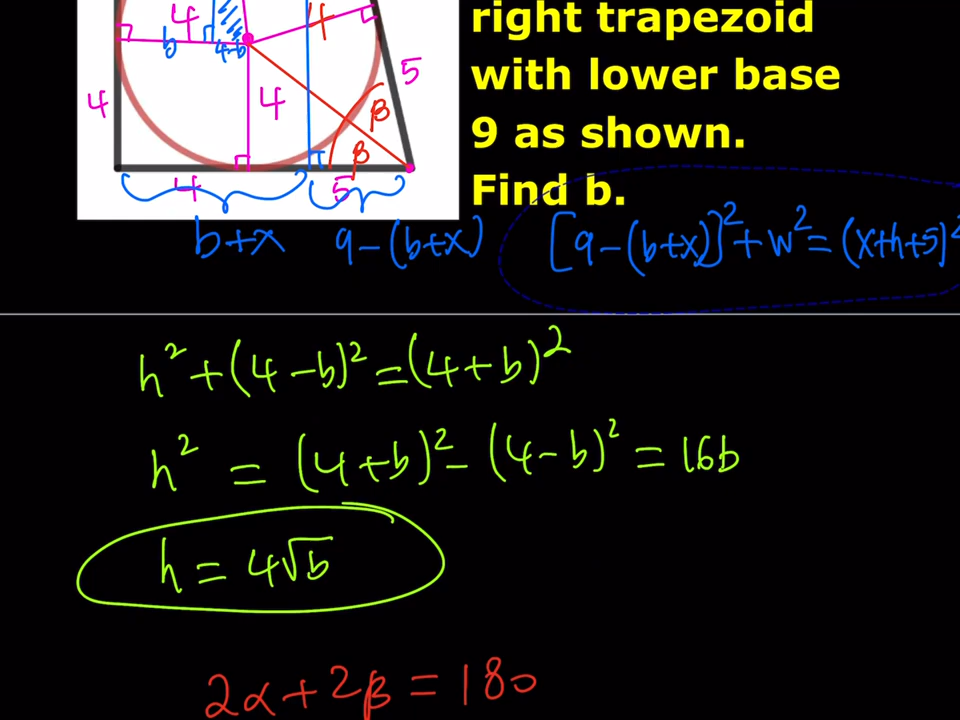 right trapezoid
with lower base
9 as shown.
Find b.
4
b
4-b
r
5
4
4
β
β
4
5
b+x
9-(b+x)
[9-(b+x)]²+w²=(x+h+5)²
h²+(4-b)²=(4+b)²
h² = (4+b)²-(4-b)²=16b
h = 4√b
2α+2β=180